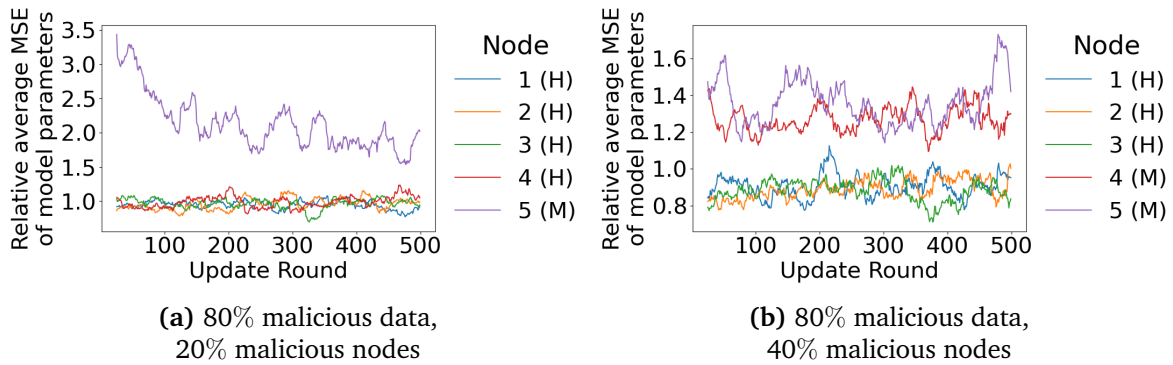 Relative average MSE
of model parameters
3.5
3.0
2.5
2.0
1.5
1.0
100
200
300
400
500
Update Round
Node
1 (H)
2 (H)
3 (H)
4 (H)
5 (M)
(a) 80% malicious data,
20% malicious nodes
Relative average MSE
of model parameters
1.6
1.4
1.2
1.0
0.8
100
200
300
400
500
Update Round
Node
1 (H)
2 (H)
3 (H)
4 (M)
5 (M)
(b) 80% malicious data,
40% malicious nodes